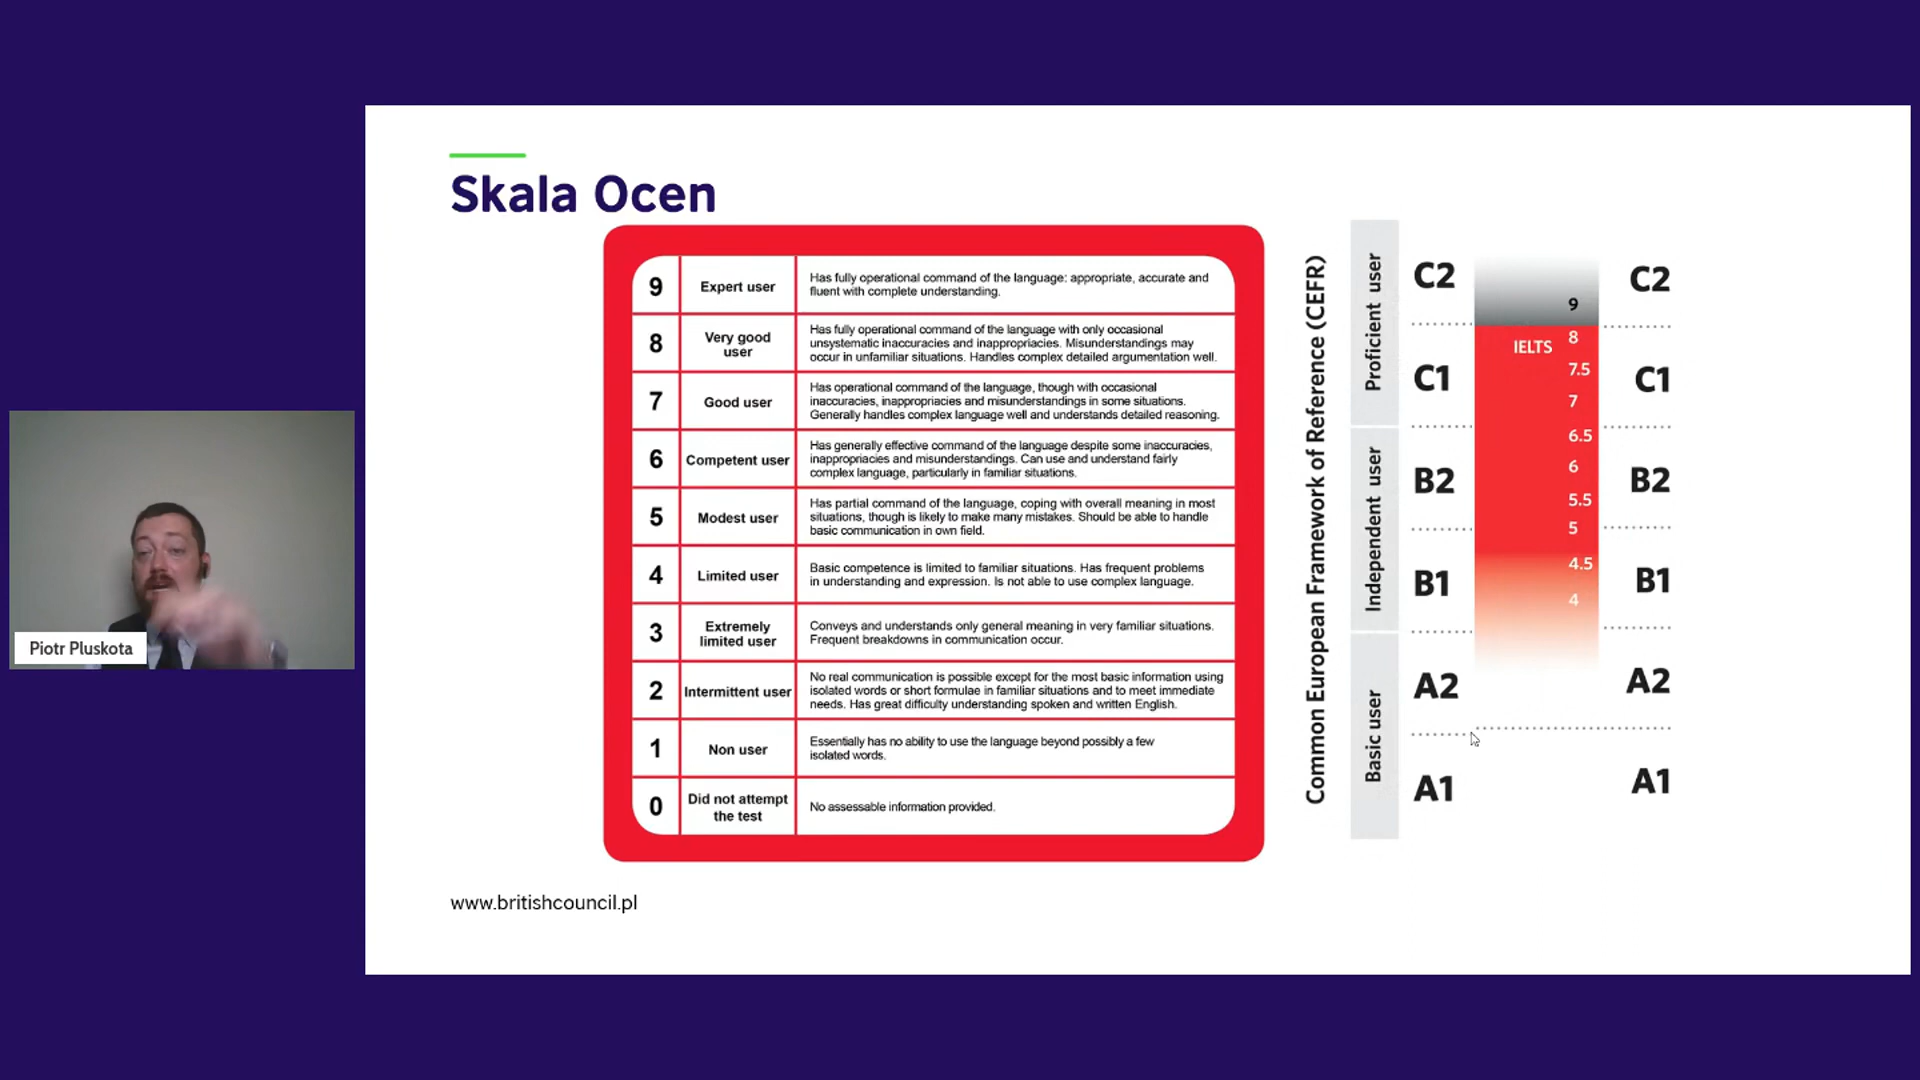 Skala Ocen
9
Expert user
Has fully operational command of the language: appropriate, accurate and
fluent with complete understanding.
8
Very good
user
Has fully operational command of the language with only occasional
unsystematic inaccuracies and inappropriacies. Misunderstandings may
occur in unfamiliar situations. Handles complex detailed argumentation well.
7
Good user
Has operational command of the language, though with occasional
inaccuracies, inappropriacies and misunderstandings in some situations.
Generally handles complex language well and understands detailed reasoning.
6
Competent user
Has generally effective command of the language despite some inaccuracies,
inappropriacies and misunderstandings. Can use and understand fairly
complex language, particularly in familiar situations.
5
Modest user
Has partial command of the language, coping with overall meaning in most
situations, though is likely to make many mistakes. Should be able to handle
basic communication in own field.
4
Limited user
Basic competence is limited to familiar situations. Has frequent problems
in understanding and expression. Is not able to use complex language.
3
Extremely
limited user
Conveys and understands only general meaning in very familiar situations.
Frequent breakdowns in communication occur.
2
Intermittent user
No real communication is possible except for the most basic information using
isolated words or short formulae in familiar situations and to meet immediate
needs. Has great difficulty understanding spoken and written English.
1
Non user
Essentially has no ability to use the language beyond possibly a few
isolated words.
0
Did not attempt
the test
No assessable information provided.
Common European Framework of Reference (CEFR)
Proficient user
Independent user
Basic user
C2
C1
B2
B1
A2
A1
IELTS
9
8
7.5
7
6.5
6
5.5
5
4.5
4
C2
C1
B2
B1
A2
A1
Piotr Pluskota
www.britishcouncil.pl